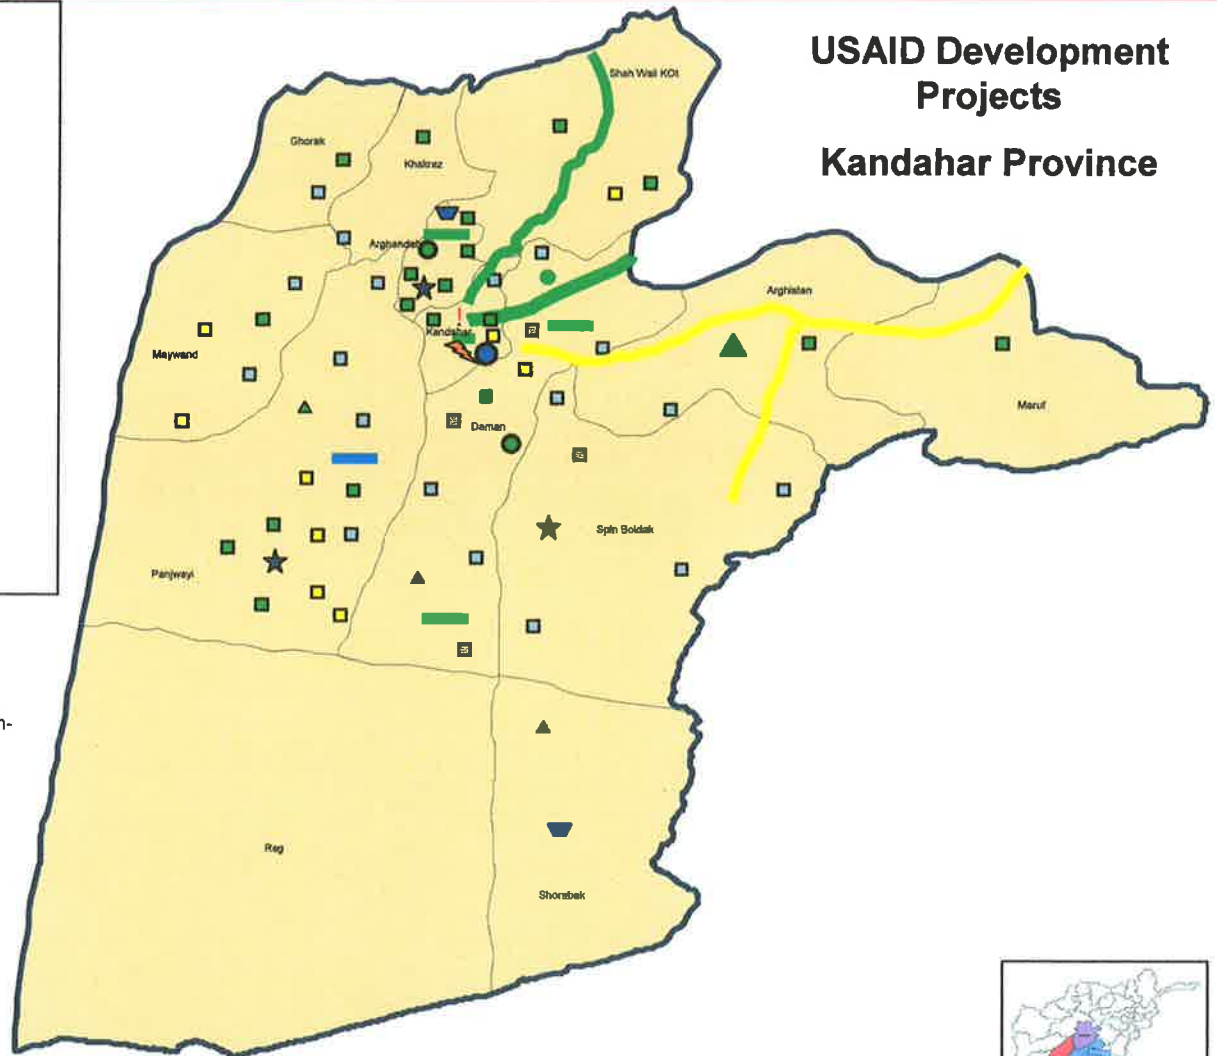 USAID Development
Projects
Kandahar Province
Shah Wali KOt
Ghorak
Khakrez
Arghandab
Arghistan
Kandahar
Maywand
Maruf
Daman
Spin Boldak
Panjwayi
n-
Reg
Shorabak